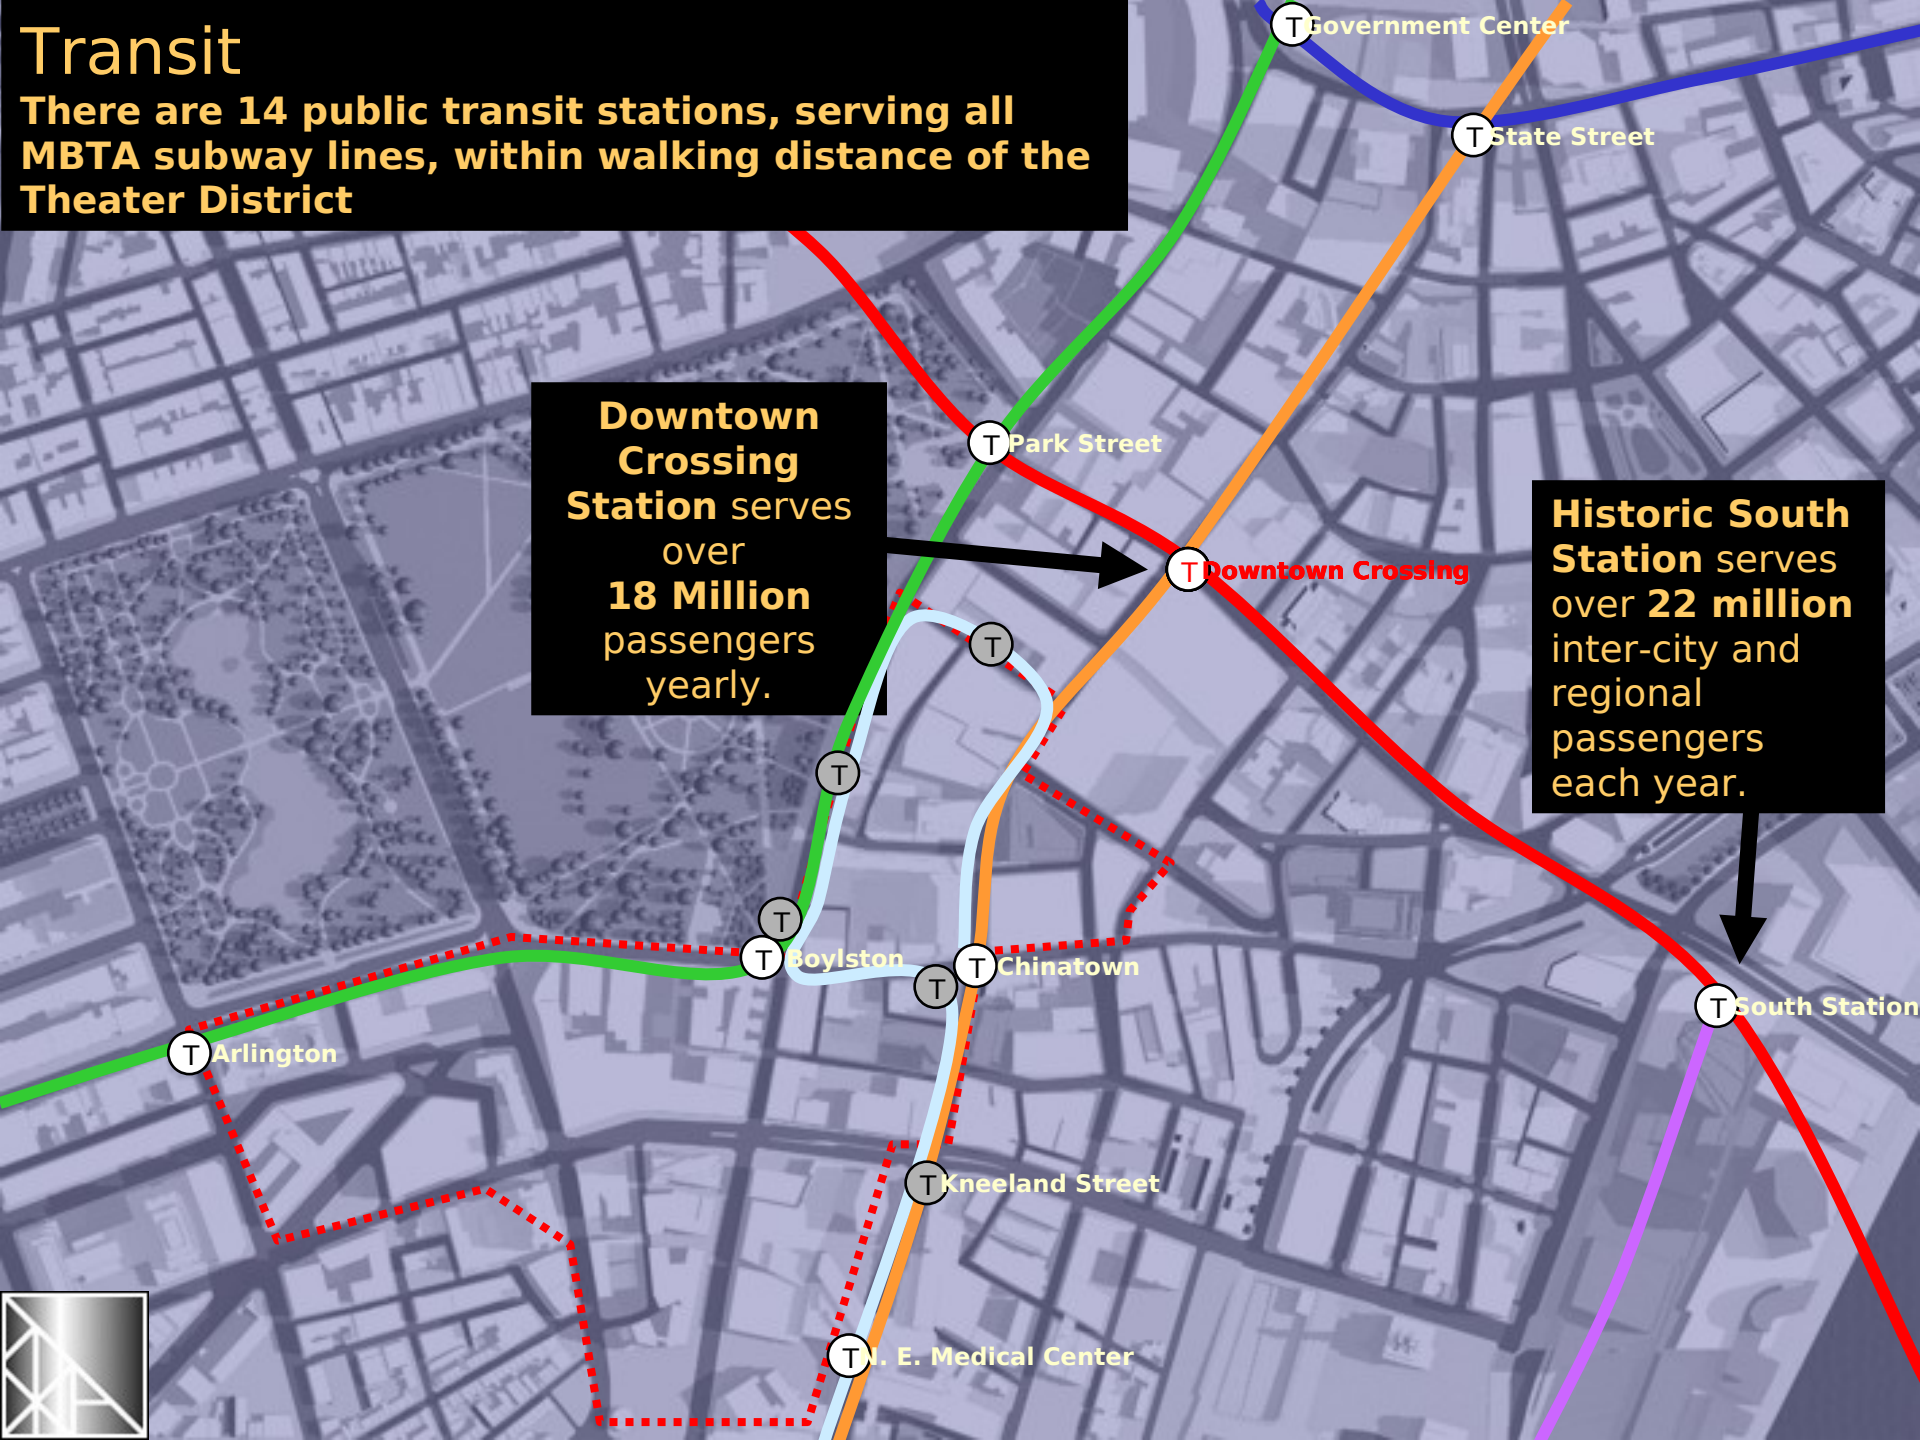 Transit
There are 14 public transit stations, serving all
MBTA subway lines, within walking distance of the
Theater District
T Government Center
T State Street
Downtown
Crossing
Station serves
over
18 Million
passengers
yearly.
T Park Street
Historic South
Station serves
over 22 million
inter-city and
regional
passengers
each year.
T Downtown Crossing
T
T
T
T Boylston
T Chinatown
T
T South Station
T Arlington
T Kneeland Street
T N. E. Medical Center